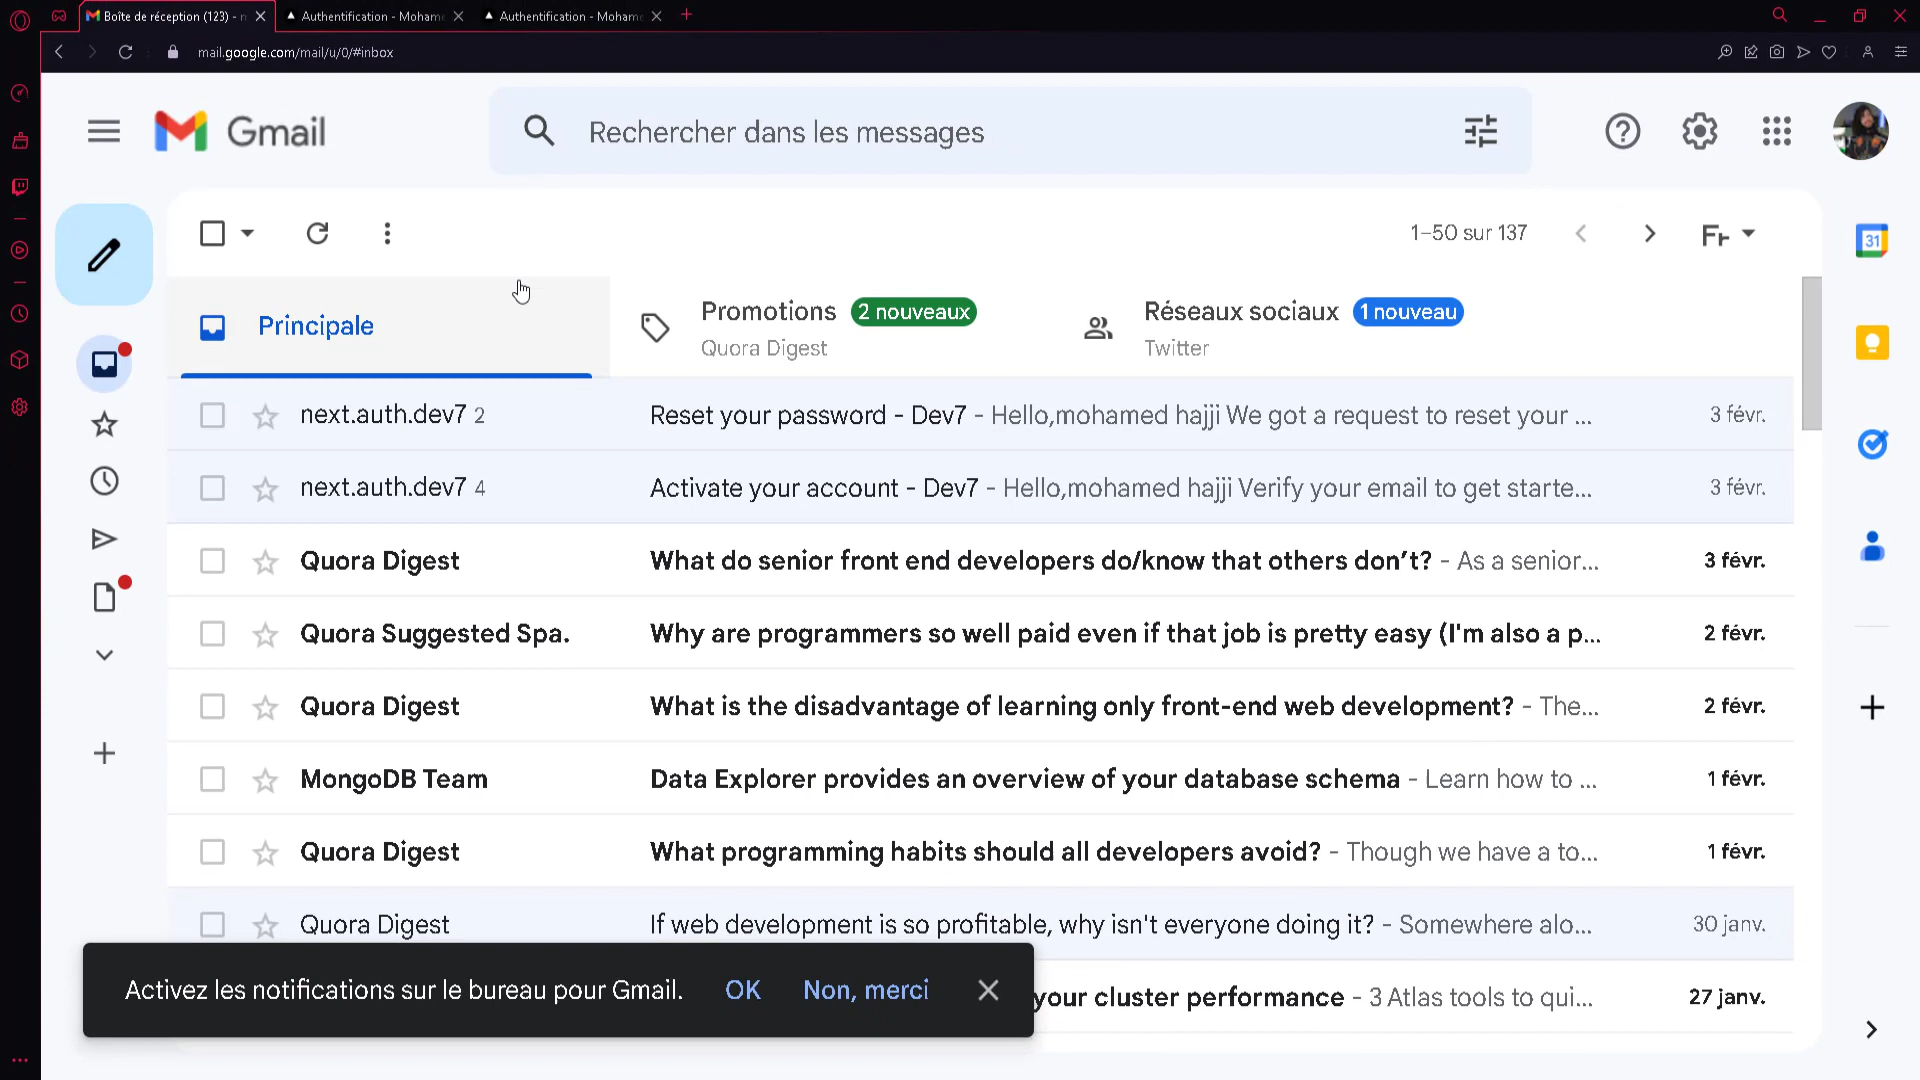 Boîte de réception (123) - m
Authentification - Mohame
Authentification - Mohame
mail.google.com/mail/u/0/#inbox
Gmail
Rechercher dans les messages
1–50 sur 137
Fr
31
Principale
Promotions 2 nouveaux
Quora Digest
Réseaux sociaux 1 nouveau
Twitter
next.auth.dev7 2 Reset your password - Dev7 - Hello,mohamed hajji We got a request to reset your ... 3 févr.
next.auth.dev7 4 Activate your account - Dev7 - Hello,mohamed hajji Verify your email to get starte... 3 févr.
Quora Digest What do senior front end developers do/know that others don’t? - As a senior... 3 févr.
Quora Suggested Spa. Why are programmers so well paid even if that job is pretty easy (I'm also a p... 2 févr.
Quora Digest What is the disadvantage of learning only front-end web development? - The... 2 févr.
MongoDB Team Data Explorer provides an overview of your database schema - Learn how to ... 1 févr.
Quora Digest What programming habits should all developers avoid? - Though we have a to... 1 févr.
Quora Digest If web development is so profitable, why isn't everyone doing it? - Somewhere alo... 30 janv.
your cluster performance - 3 Atlas tools to qui... 27 janv.
Activez les notifications sur le bureau pour Gmail. OK Non, merci